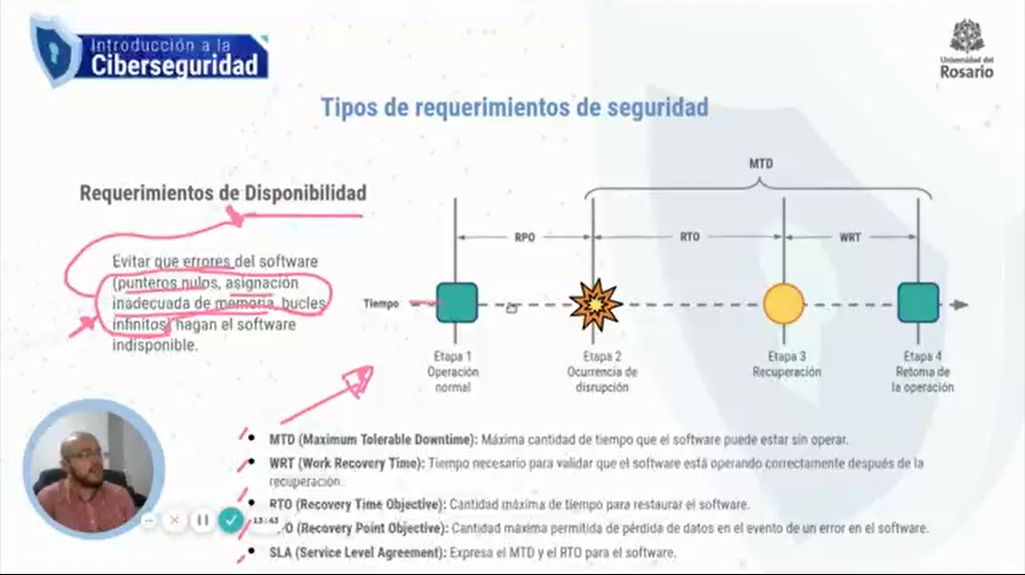 Introducción a la
Ciberseguridad
Universidad del
Rosario
Tipos de requerimientos de seguridad
Requerimientos de Disponibilidad
Evitar que errores del software
(punteros nulos, asignación
inadecuada de memoria, bucles
infinitos) hagan el software
indisponible.
MTD
RPO
RTO
WRT
Tiempo
Etapa 1
Operación
normal
Etapa 2
Ocurrencia de
disrupción
Etapa 3
Recuperación
Etapa 4
Retoma de
la operación
• MTD (Maximum Tolerable Downtime): Máxima cantidad de tiempo que el software puede estar sin operar.
• WRT (Work Recovery Time): Tiempo necesario para validar que el software está operando correctamente después de la
recuperación.
• RTO (Recovery Time Objective): Cantidad máxima de tiempo para restaurar el software.
(Recovery Point Objective): Cantidad máxima permitida de pérdida de datos en el evento de un error en el software.
• SLA (Service Level Agreement): Expresa el MTD y el RTO para el software.